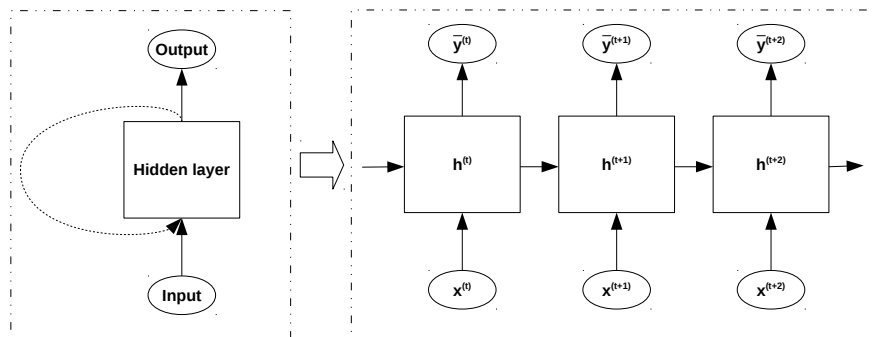 Output
Hidden layer
Input
y̅(t) y̅(t+1) y̅(t+2)
h(t) h(t+1) h(t+2)
x(t) x(t+1) x(t+2)